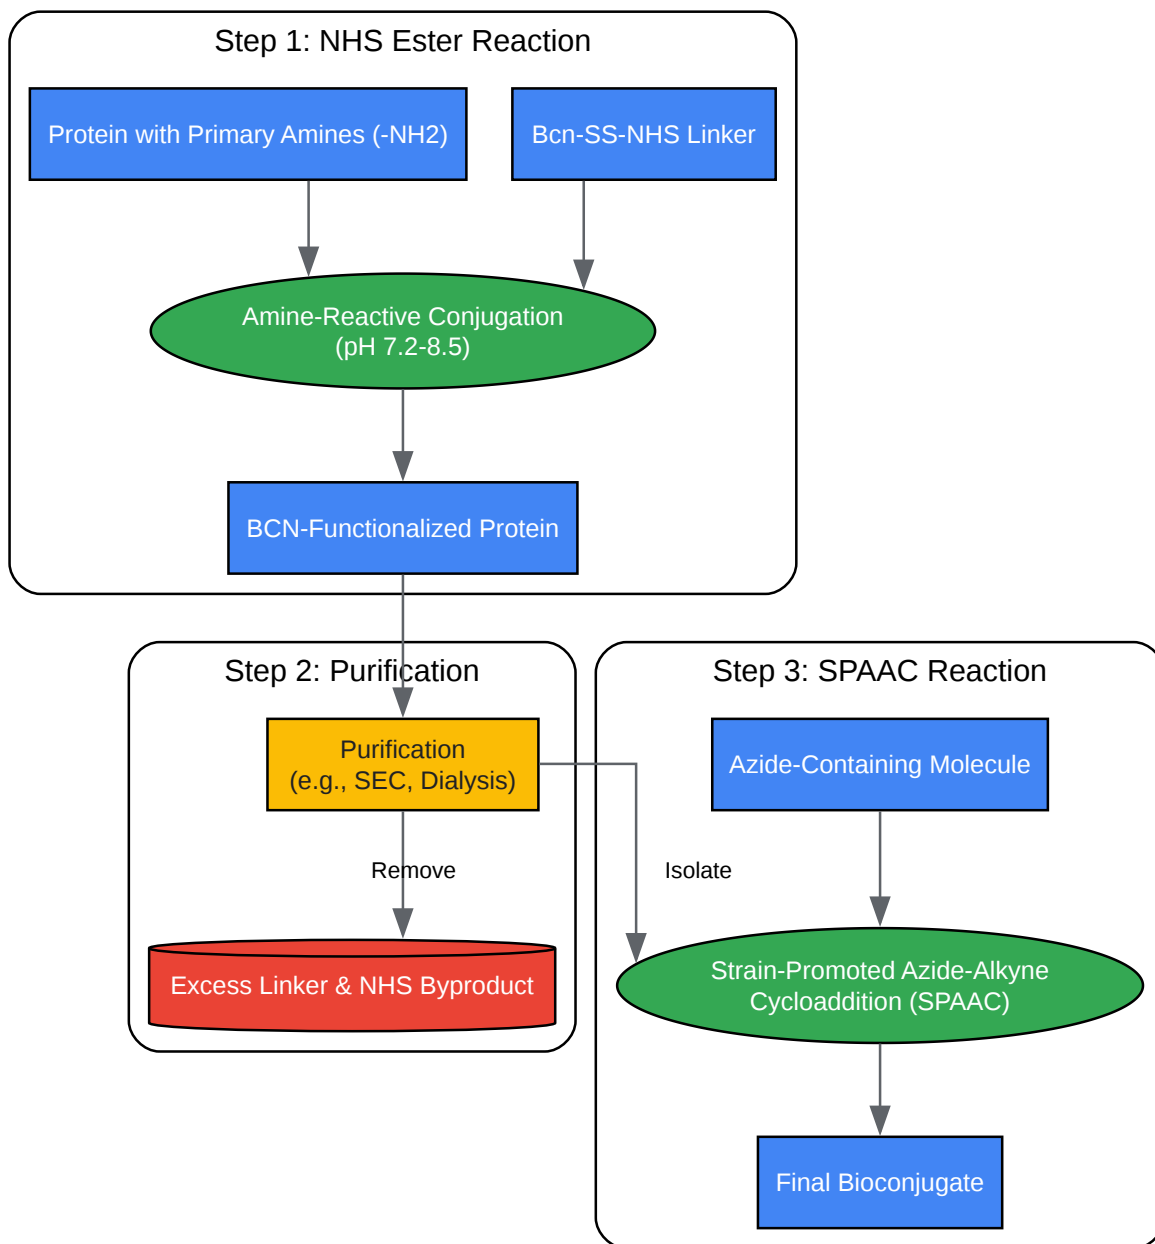 Step 1: NHS Ester Reaction
Protein with Primary Amines (-NH2)
Bcn-SS-NHS Linker
Amine-Reactive Conjugation
(pH 7.2-8.5)
BCN-Functionalized Protein
Step 2: Purification
Purification
(e.g., SEC, Dialysis)
Remove
Excess Linker & NHS Byproduct
Isolate
Step 3: SPAAC Reaction
Azide-Containing Molecule
Strain-Promoted Azide-Alkyne
Cycloaddition (SPAAC)
Final Bioconjugate